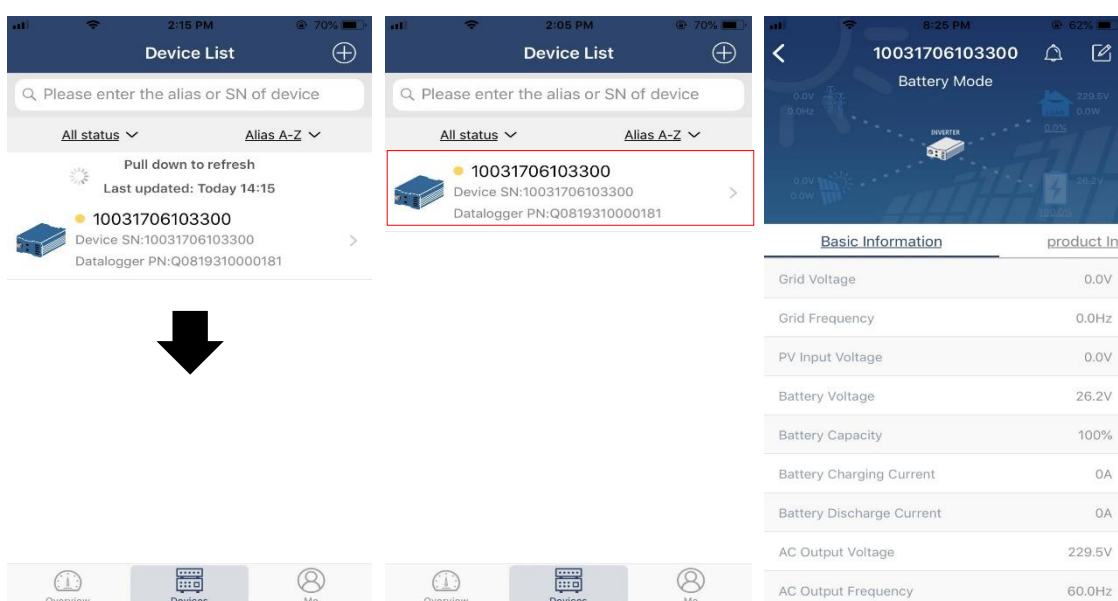 2:15 PM
70%
Device List
Please enter the alias or SN of device
All status
Alias A-Z
Pull down to refresh
Last updated: Today 14:15
10031706103300
Device SN:10031706103300
Datalogger PN:Q0819310000181
Overview
Devices
Me
2:05 PM
70%
Device List
Please enter the alias or SN of device
All status
Alias A-Z
10031706103300
Device SN:10031706103300
Datalogger PN:Q0819310000181
Overview
Devices
Me
8:25 PM
62%
10031706103300
Battery Mode
0.0V
0.0Hz
229.5V
0.0W
0.0%
INVERTER
0.0V
0.0W
26.2V
100.0%
Basic Information
product In
Grid Voltage 0.0V
Grid Frequency 0.0Hz
PV Input Voltage 0.0V
Battery Voltage 26.2V
Battery Capacity 100%
Battery Charging Current 0A
Battery Discharge Current 0A
AC Output Voltage 229.5V
AC Output Frequency 60.0Hz